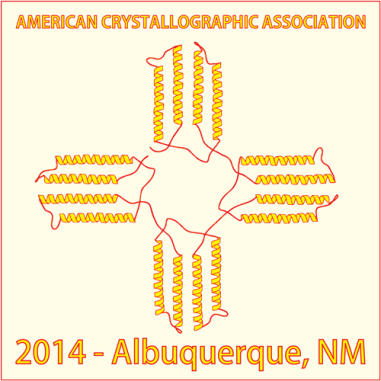 AMERICAN CRYSTALLOGRAPHIC ASSOCIATION
2014 - Albuquerque, NM